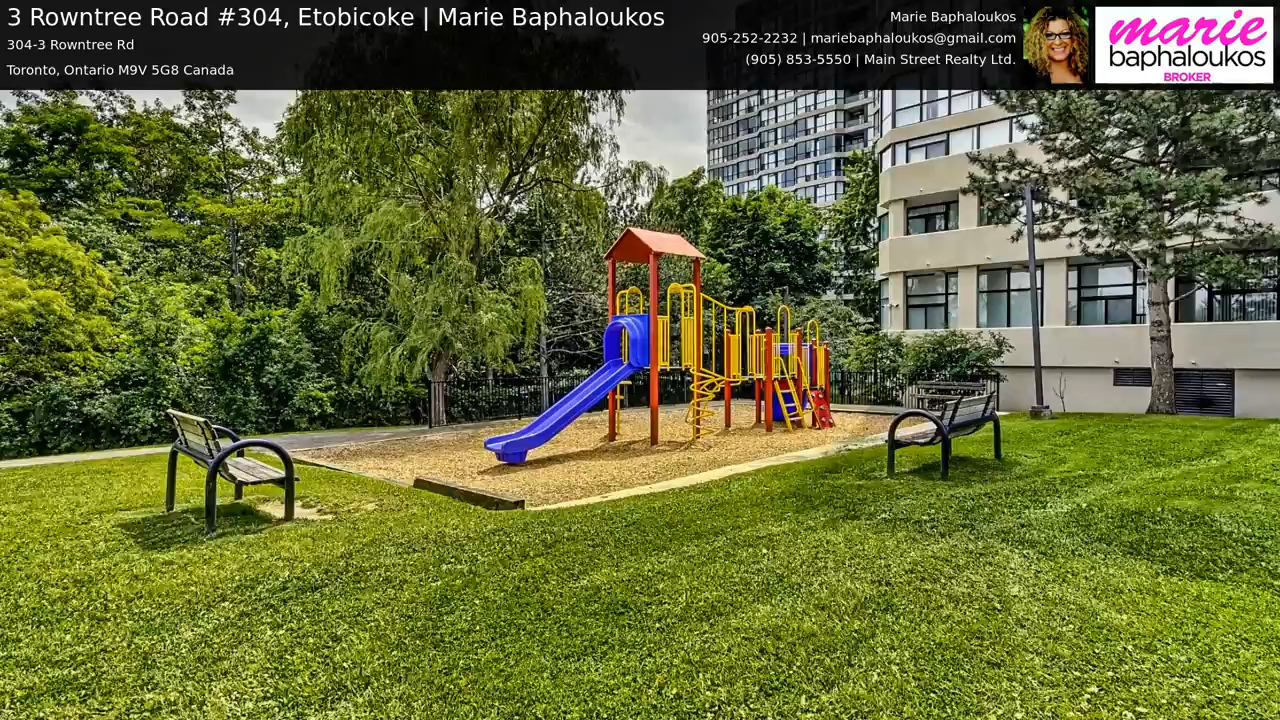 3 Rowntree Road #304, Etobicoke | Marie Baphaloukos
304-3 Rowntree Rd
Toronto, Ontario M9V 5G8 Canada
Marie Baphaloukos
905-252-2232 | mariebaphaloukos@gmail.com
(905) 853-5550 | Main Street Realty Ltd.
marie
baphaloukos
BROKER